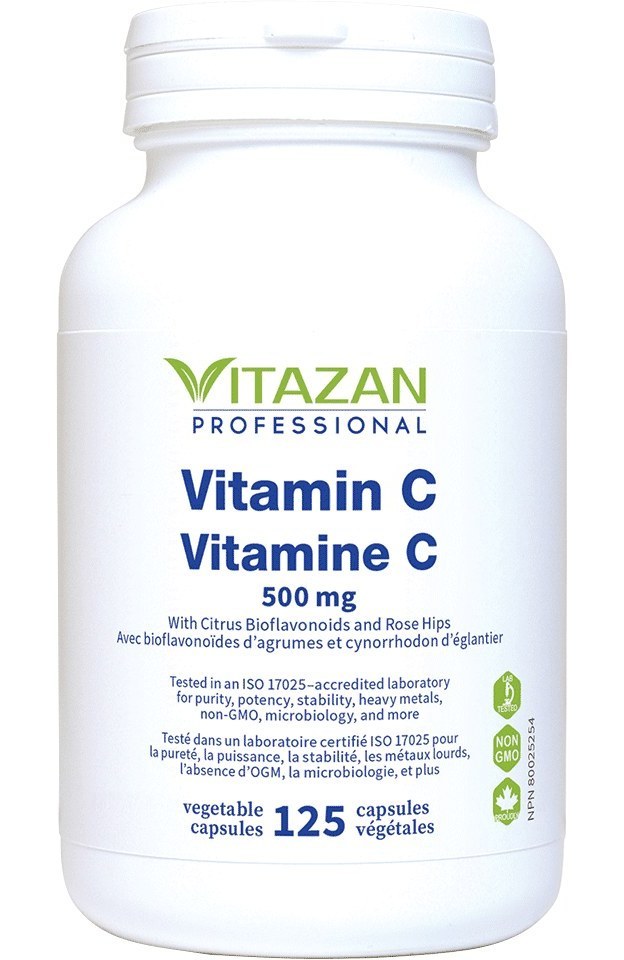 VITAZAN
PROFESSIONAL
Vitamin C
Vitamine C
500 mg
With Citrus Bioflavonoids and Rose Hips
Avec bioflavonoïdes d’agrumes et cynorrhodon d’églantier
Tested in an ISO 17025–accredited laboratory
for purity, potency, stability, heavy metals,
non-GMO, microbiology, and more
Testé dans un laboratoire certifié ISO 17025 pour
la pureté, la puissance, la stabilité, les métaux lourds,
l’absence d’OGM, la microbiologie, et plus
vegetable
capsules
125
capsules
végétales
LAB
TESTED
NON
GMO
PROUDLY
NPN 80025254